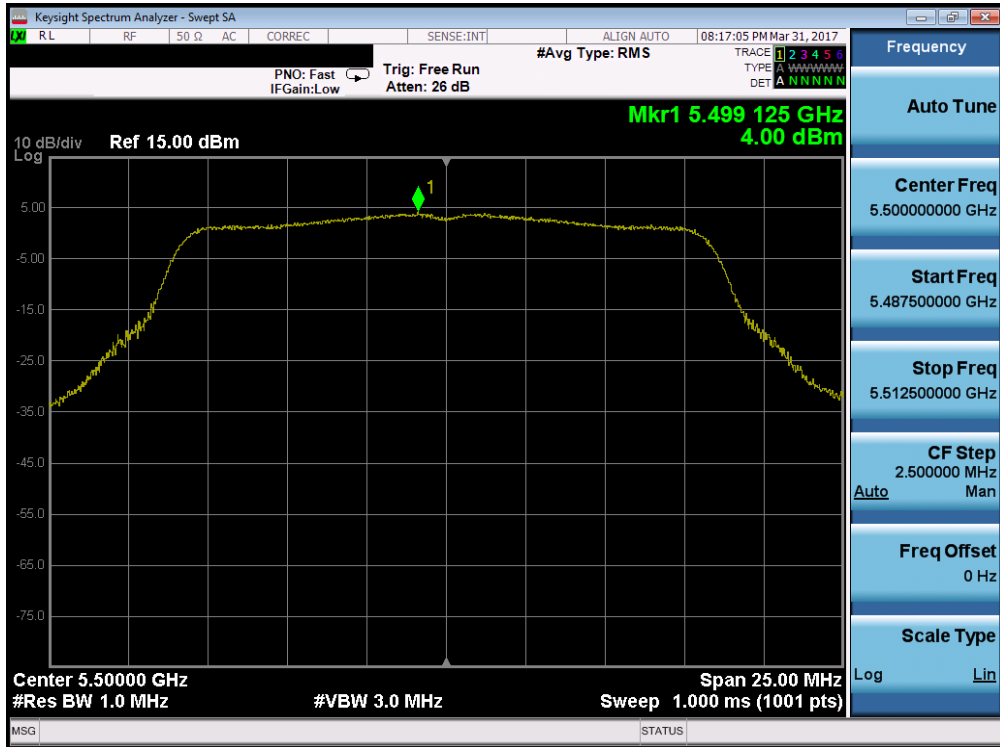 Keysight Spectrum Analyzer - Swept SA
LXI RL RF 50 Ω AC CORREC SENSE:INT ALIGN AUTO 08:17:05 PM Mar 31, 2017
PNO: Fast
IFGain:Low
Trig: Free Run
Atten: 26 dB
#Avg Type: RMS
TRACE 1 2 3 4 5 6
TYPE A WWWWW
DET A N N N N N
Mkr1 5.499 125 GHz
4.00 dBm
10 dB/div Ref 15.00 dBm
Log
1
5.00
-5.00
-15.0
-25.0
-35.0
-45.0
-55.0
-65.0
-75.0
Center 5.50000 GHz Span 25.00 MHz
#Res BW 1.0 MHz #VBW 3.0 MHz Sweep 1.000 ms (1001 pts)
MSG STATUS
Frequency
Auto Tune
Center Freq
5.500000000 GHz
Start Freq
5.487500000 GHz
Stop Freq
5.512500000 GHz
CF Step
2.500000 MHz
Auto Man
Freq Offset
0 Hz
Scale Type
Log Lin